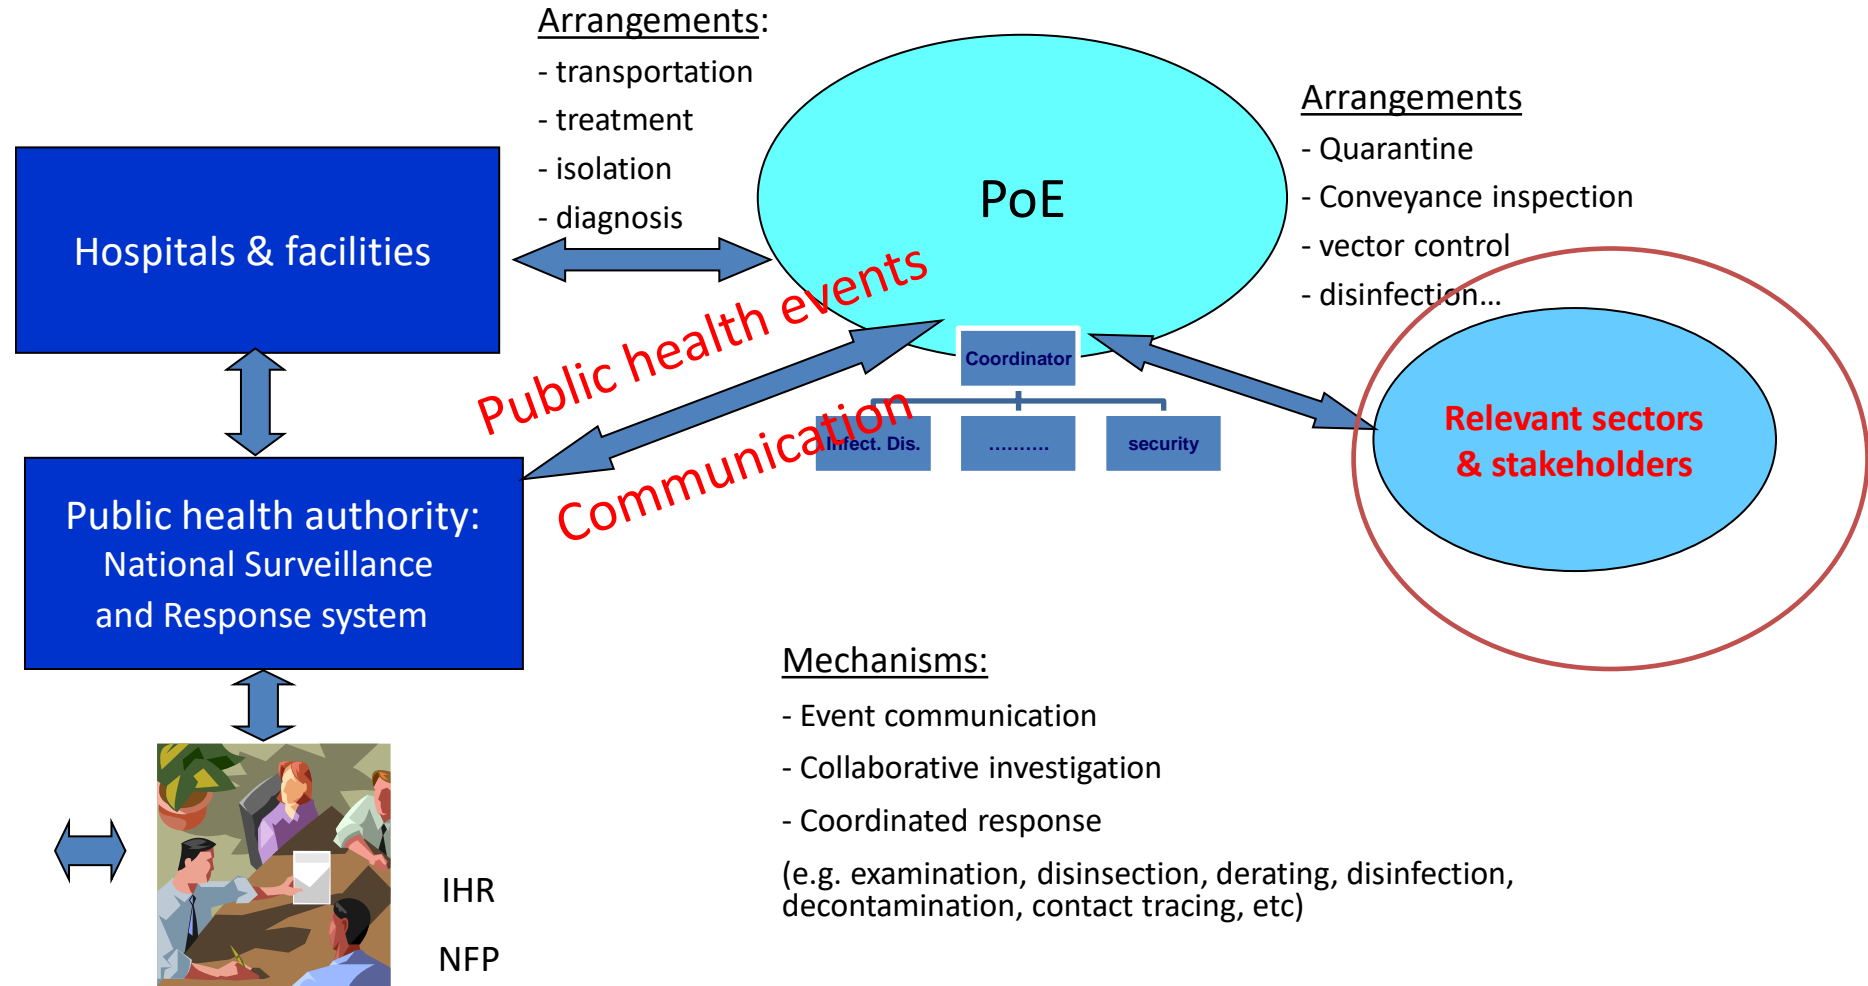 Arrangements:
- transportation
- treatment
- isolation
- diagnosis
PoE
Arrangements
- Quarantine
- Conveyance inspection
- vector control
- disinfection...
Hospitals & facilities
Public health events
Communication
Coordinator
Infect. Dis.
..........
security
Relevant sectors
& stakeholders
Public health authority:
National Surveillance
and Response system
Mechanisms:
- Event communication
- Collaborative investigation
- Coordinated response
(e.g. examination, disinsection, derating, disinfection,
decontamination, contact tracing, etc)
IHR
NFP